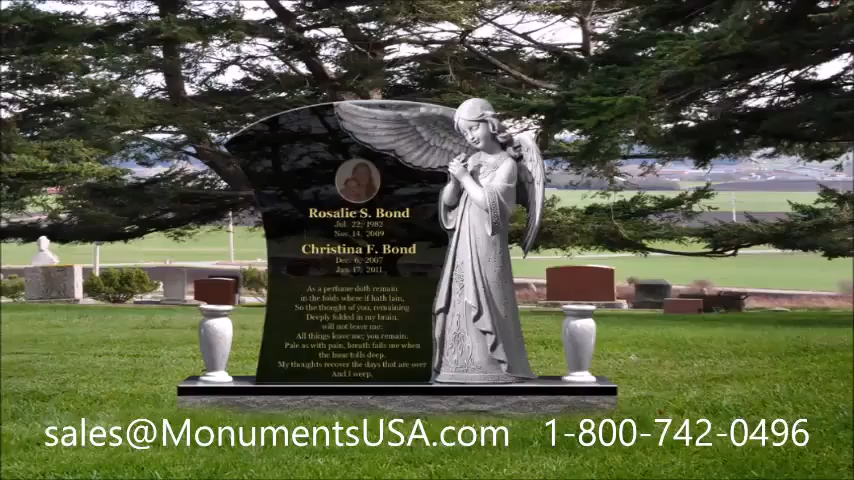 Rosalie S. Bond
Jul. 22, 1982
Nov. 14, 2009
Christina F. Bond
Dec. 6, 2007
Jan. 17, 2011
As a perfume doth remain
in the folds where it hath lain,
So the thought of you, remaining
Deeply folded in my brain,
will not leave me:
All things leave me; you remain.
Pale as with pain, breath fails me when
the hour tolls deep.
My thoughts recover the days that are over
And I weep.
sales@MonumentsUSA.com 1-800-742-0496